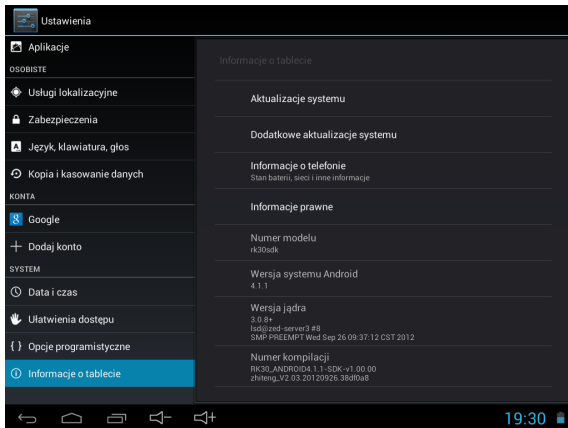 Ustawienia
Aplikacje
OSOBISTE
Usługi lokalizacyjne
Zabezpieczenia
Język, klawiatura, głos
Kopia i kasowanie danych
KONTA
Google
Dodaj konto
SYSTEM
Data i czas
Ułatwienia dostępu
Opcje programistyczne
Informacje o tablecie
Informacje o tablecie
Aktualizacje systemu
Dodatkowe aktualizacje systemu
Informacje o telefonie
Stan baterii, sieci i inne informacje
Informacje prawne
Numer modelu
rk30sdk
Wersja systemu Android
4.1.1
Wersja jądra
3.0.8+
lsd@zed-server3 #8
SMP PREEMPT Wed Sep 26 09:37:12 CST 2012
Numer kompilacji
RK30_ANDROID4.1.1-SDK-v1.00.00
zhiteng_V2.03.20120926.38df0a8
19:30